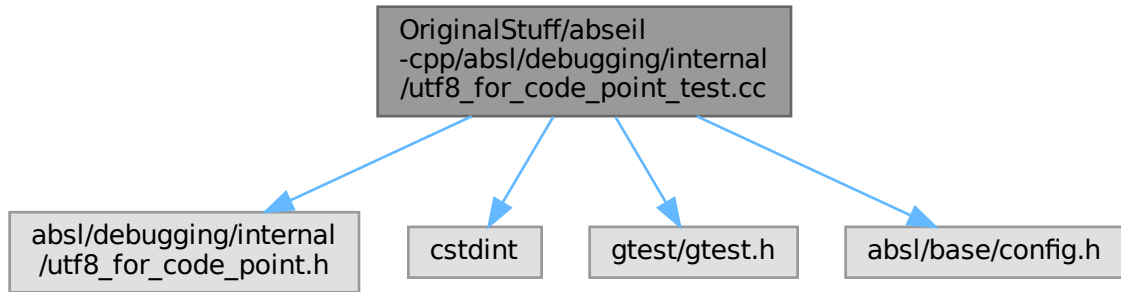 OriginalStuff/abseil
-cpp/absl/debugging/internal
/utf8_for_code_point_test.cc
absl/debugging/internal
/utf8_for_code_point.h
cstdint
gtest/gtest.h
absl/base/config.h